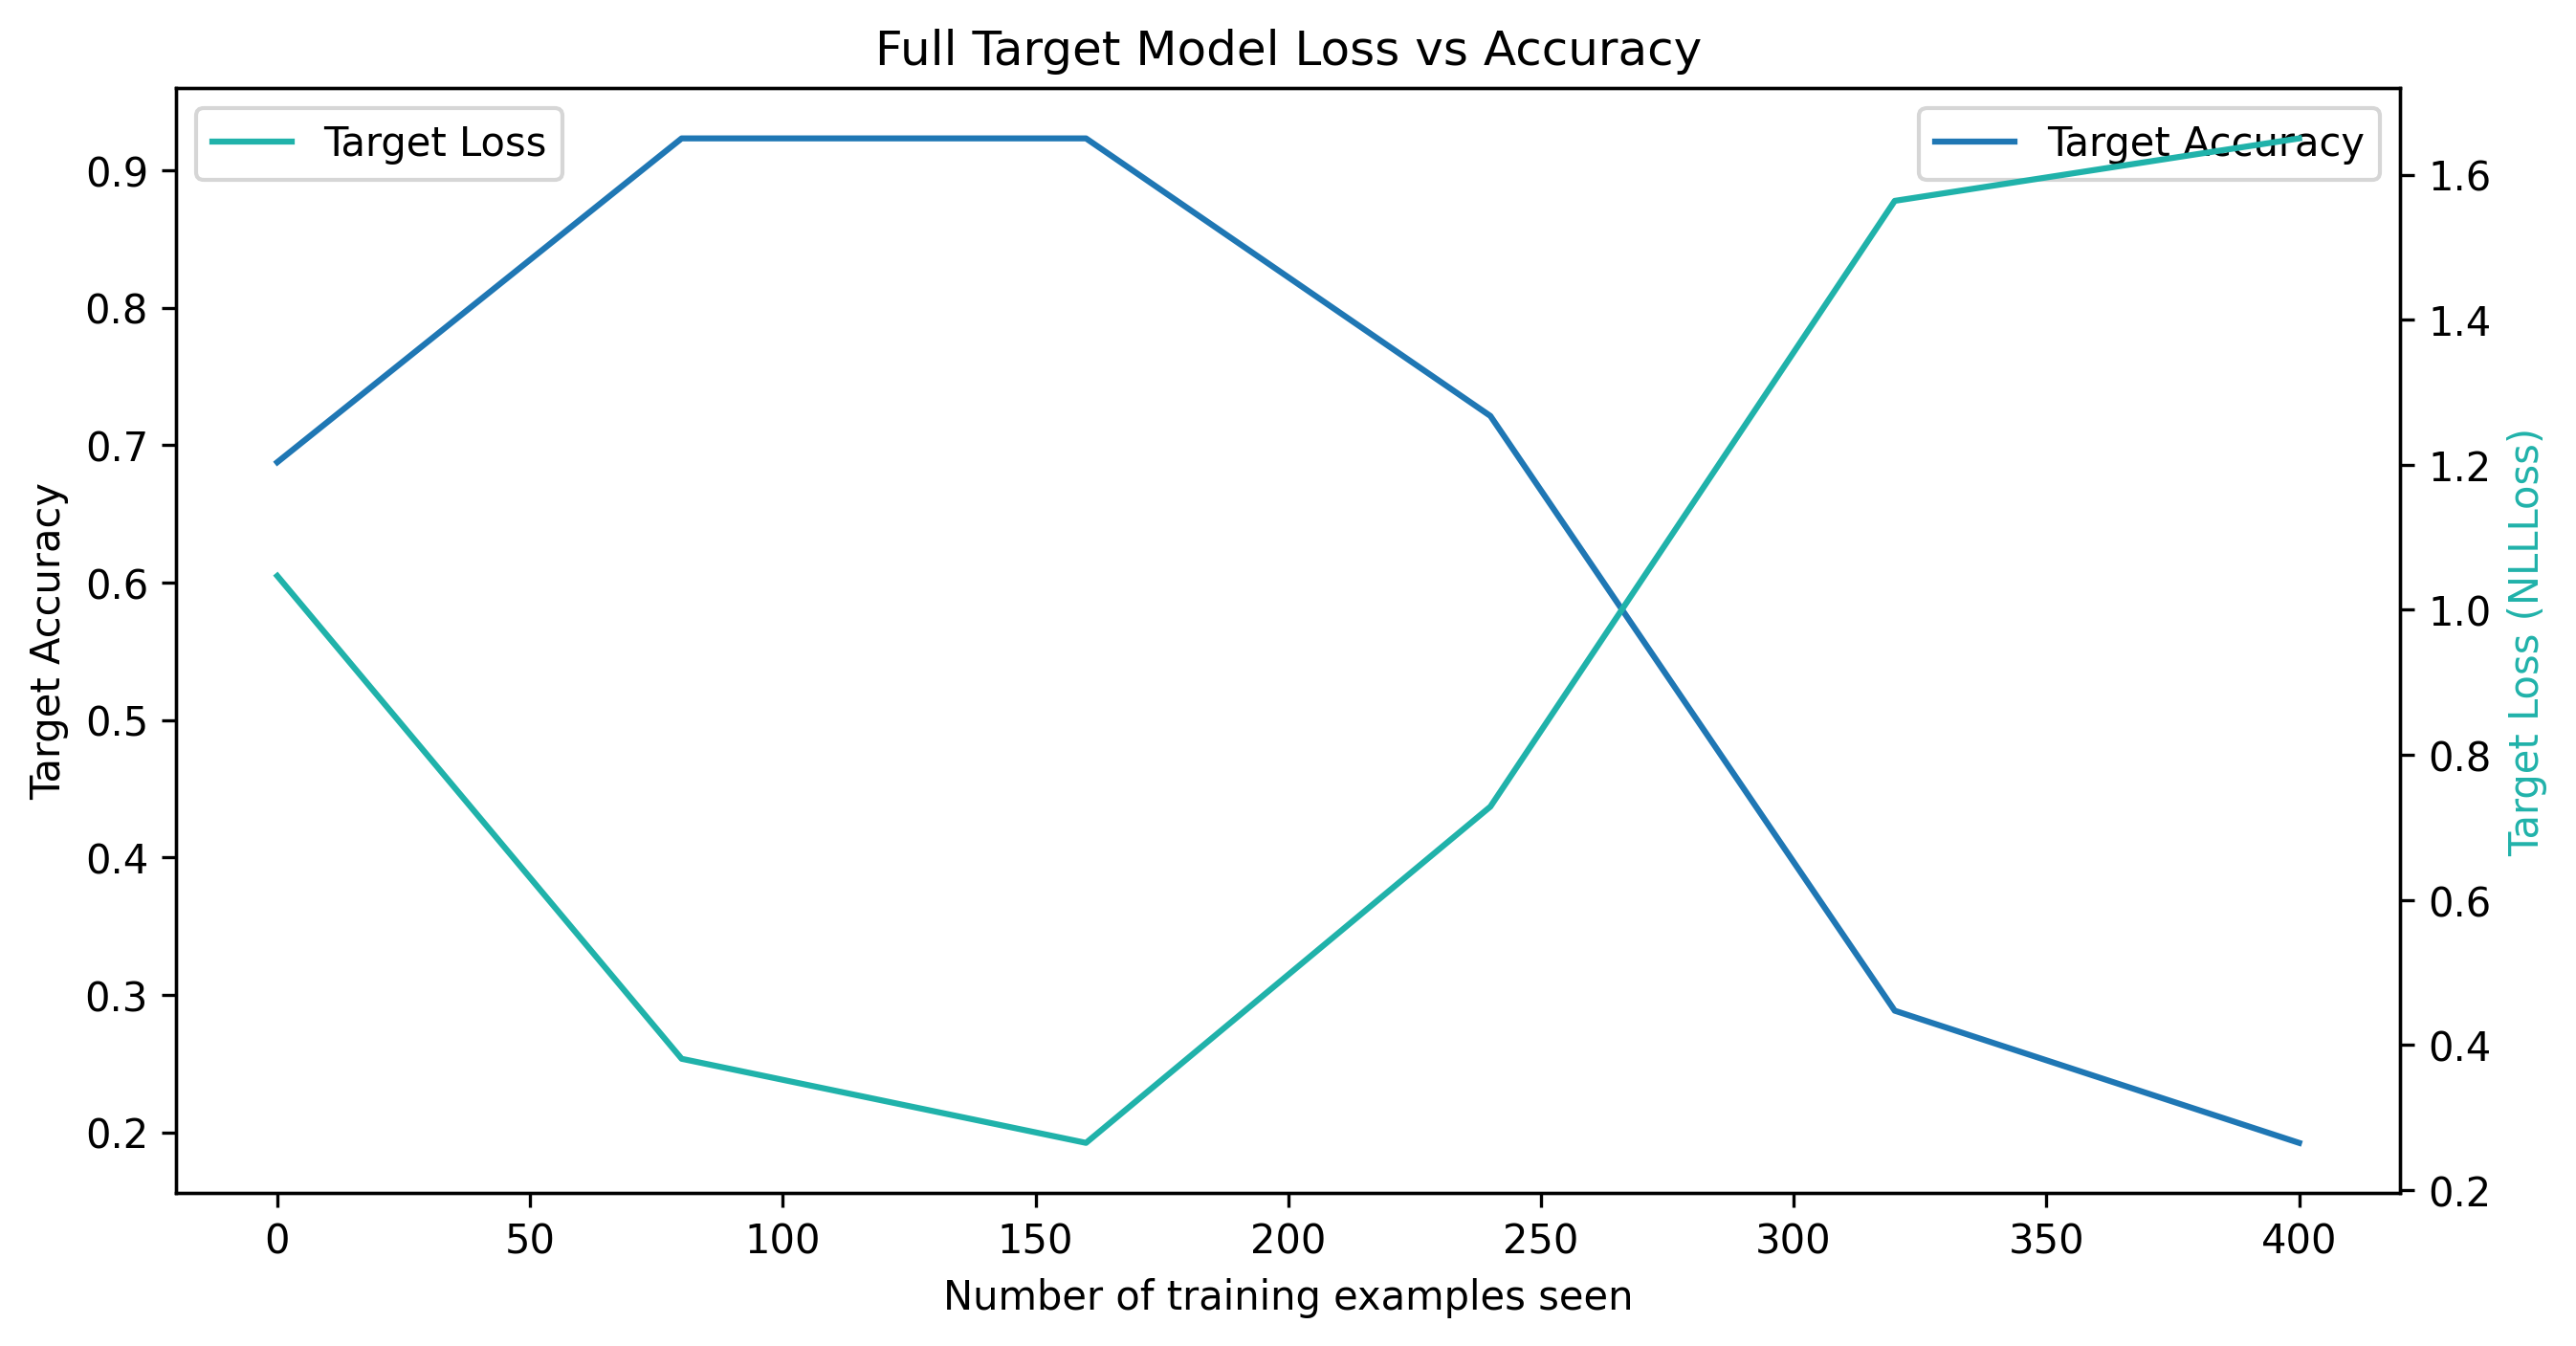 Full Target Model Loss vs Accuracy
Target Loss
Target Accuracy
Target Accuracy
0.9
0.8
0.7
0.6
0.5
0.4
0.3
0.2
1.6
1.4
1.2
1.0
0.8
0.6
0.4
0.2
Target Loss (NLLLoss)
0 50 100 150 200 250 300 350 400
Number of training examples seen